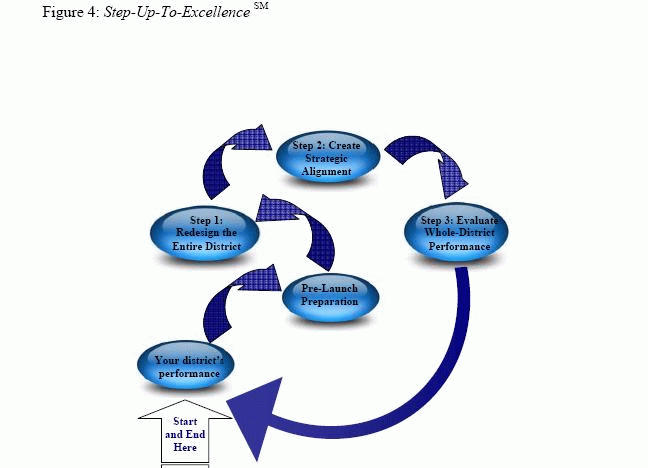 Figure 4: Step-Up-To-Excellence SM
Step 2: Create
Strategic
Alignment
Step 1:
Redesign the
Entire District
Step 3: Evaluate
Whole-District
Performance
Pre-Launch
Preparation
Your district's
performance
Start
and End
Here